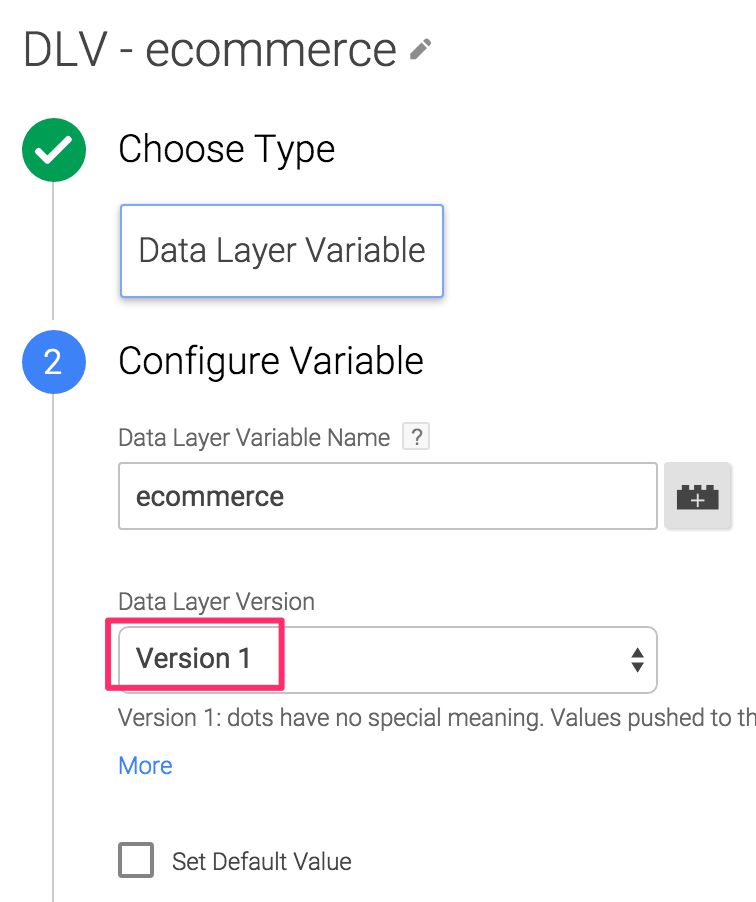 DLV - ecommerce
Choose Type
Data Layer Variable
2 Configure Variable
Data Layer Variable Name ?
ecommerce
Data Layer Version
Version 1
Version 1: dots have no special meaning. Values pushed to th
More
Set Default Value